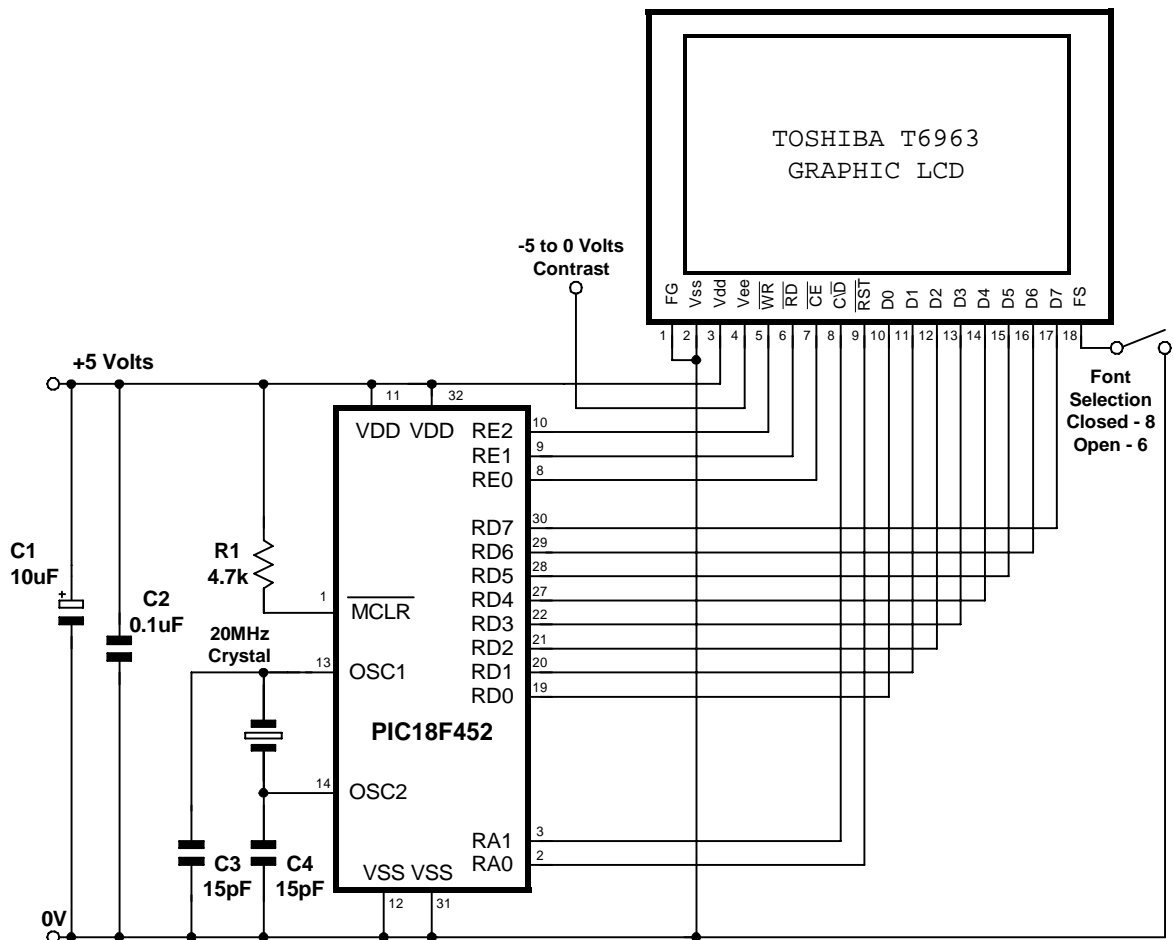 TOSHIBA T6963
GRAPHIC LCD
-5 to 0 Volts
Contrast
FG
Vss
Vdd
Vee
WR
RD
CE
C\D
RST
D0
D1
D2
D3
D4
D5
D6
D7
FS
1 2 3 4 5 6 7 8 9 10 11 12 13 14 15 16 17 18
+5 Volts
Font
Selection
Closed - 8
Open - 6
11 32
VDD VDD
RE2 10
RE1 9
RE0 8
RD7 30
RD6 29
RD5 28
RD4 27
RD3 22
RD2 21
RD1 20
RD0 19
C1
10uF
+
C2
0.1uF
R1
4.7k
1 MCLR
20MHz
Crystal
13 OSC1
PIC18F452
14 OSC2
RA1 3
RA0 2
C3
15pF
C4
15pF
VSS VSS
12 31
0V